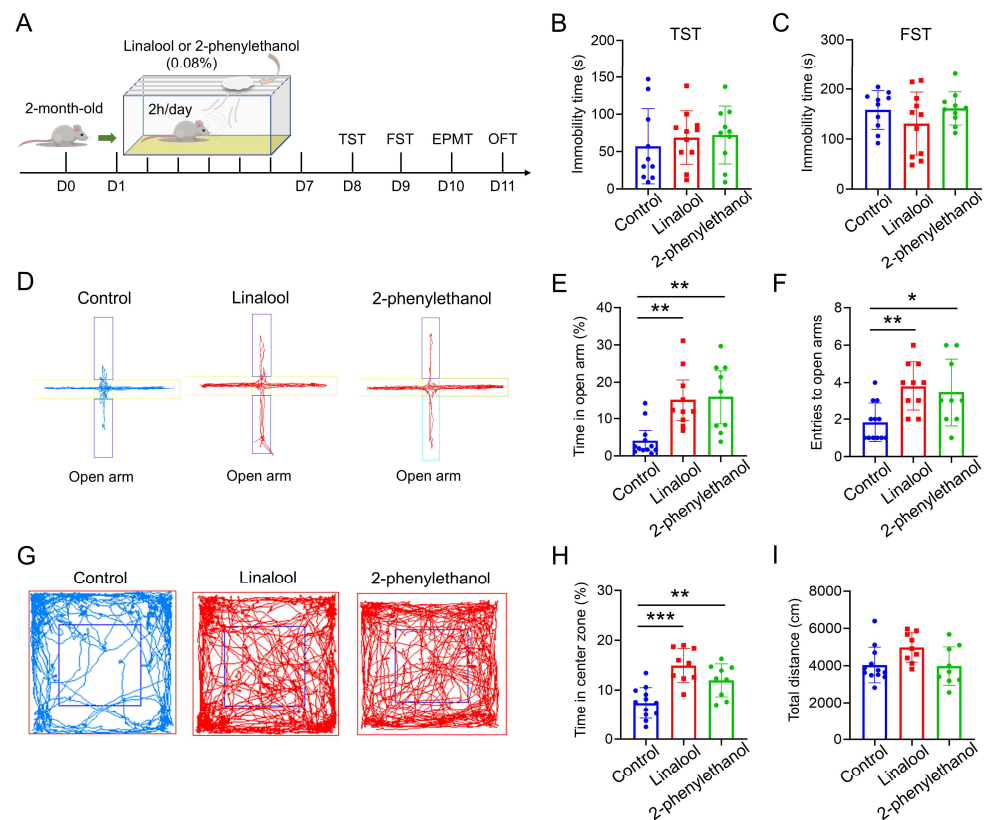 A
Linalool or 2-phenylethanol
(0.08%)
2-month-old
2h/day
TST FST EPMT OFT
D0 D1 D7 D8 D9 D10 D11
B
TST
Immobility time (s)
200
150
100
50
0
Control
Linalool
2-phenylethanol
C
FST
Immobility time (s)
300
200
100
0
Control
Linalool
2-phenylethanol
D
Control
Linalool
2-phenylethanol
Open arm
Open arm
Open arm
E
Time in open arm (%)
40
30
20
10
0
**
**
Control
Linalool
2-phenylethanol
F
Entries to open arms
8
6
4
2
0
*
**
Control
Linalool
2-phenylethanol
G
Control
Linalool
2-phenylethanol
H
Time in center zone (%)
30
20
10
0
**
***
Control
Linalool
2-phenylethanol
I
Total distance (cm)
8000
6000
4000
2000
0
Control
Linalool
2-phenylethanol